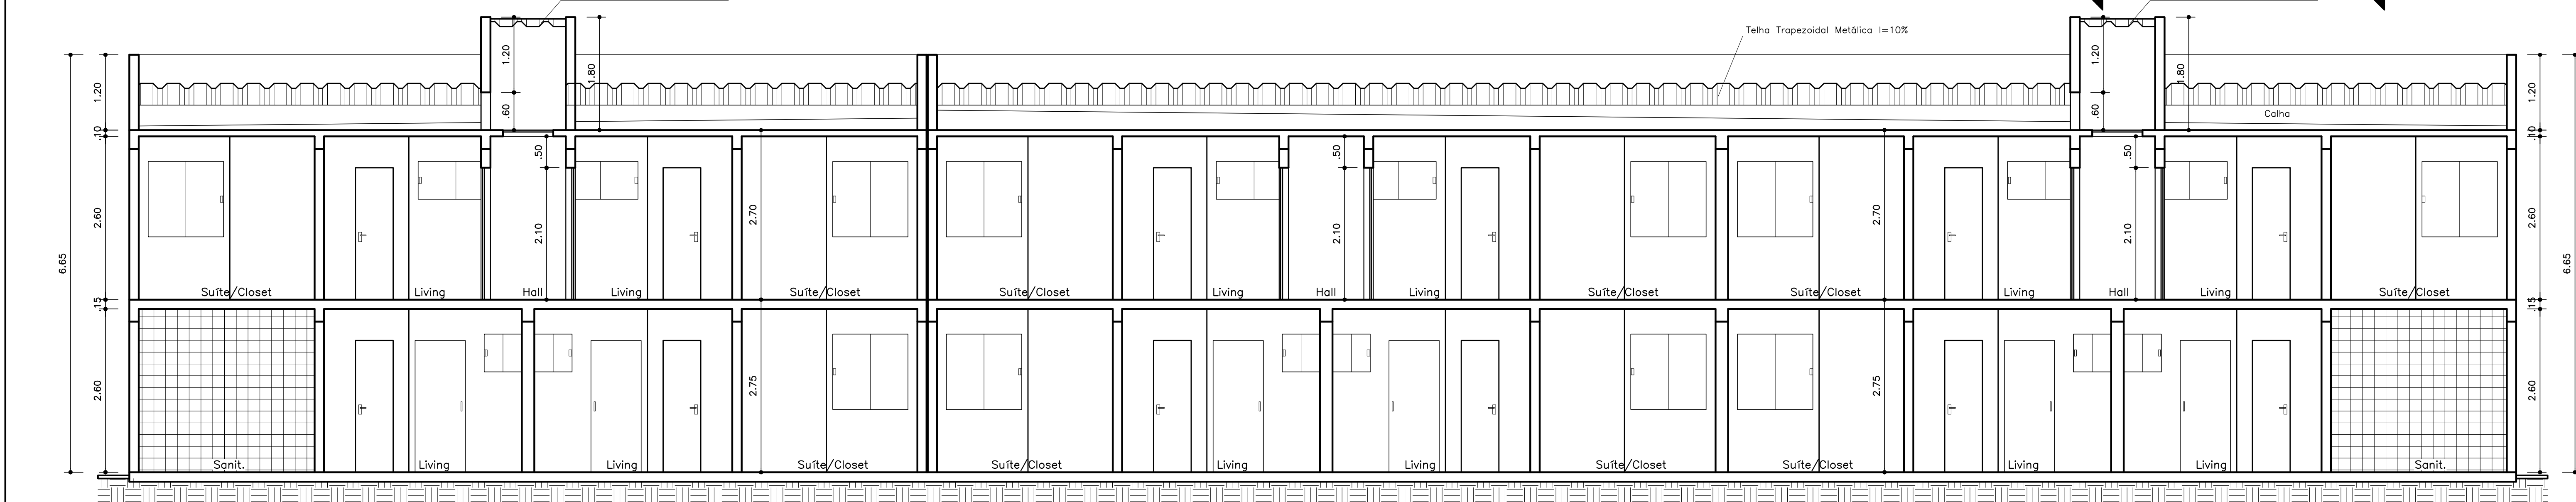 Telha Trapezoidal Metálica I=10%
1.20
1.80
.60
1.20
1.80
.60
1.20
.10
2.60
.15
2.60
6.65
1.20
.10
2.60
.15
2.60
6.65
Calha
.50
2.10
2.70
.50
2.10
2.70
.50
2.10
Suíte/Closet
Living
Hall
Living
Suíte/Closet
Suíte/Closet
Living
Hall
Living
Suíte/Closet
Suíte/Closet
Living
Hall
Living
Suíte/Closet
2.75
2.75
Sanit.
Living
Living
Suíte/Closet
Suíte/Closet
Living
Living
Suíte/Closet
Suíte/Closet
Living
Living
Sanit.